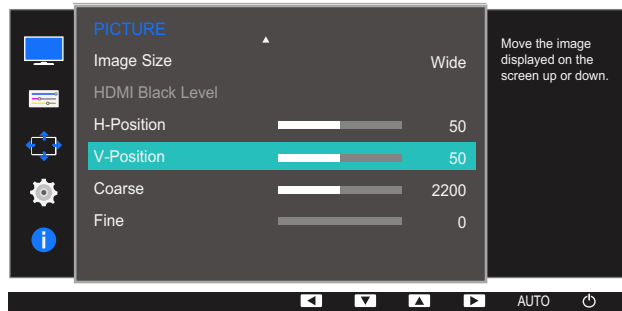 PICTURE
Image Size Wide
HDMI Black Level
H-Position 50
V-Position 50
Coarse 2200
Fine 0
Move the image
displayed on the
screen up or down.
i
AUTO